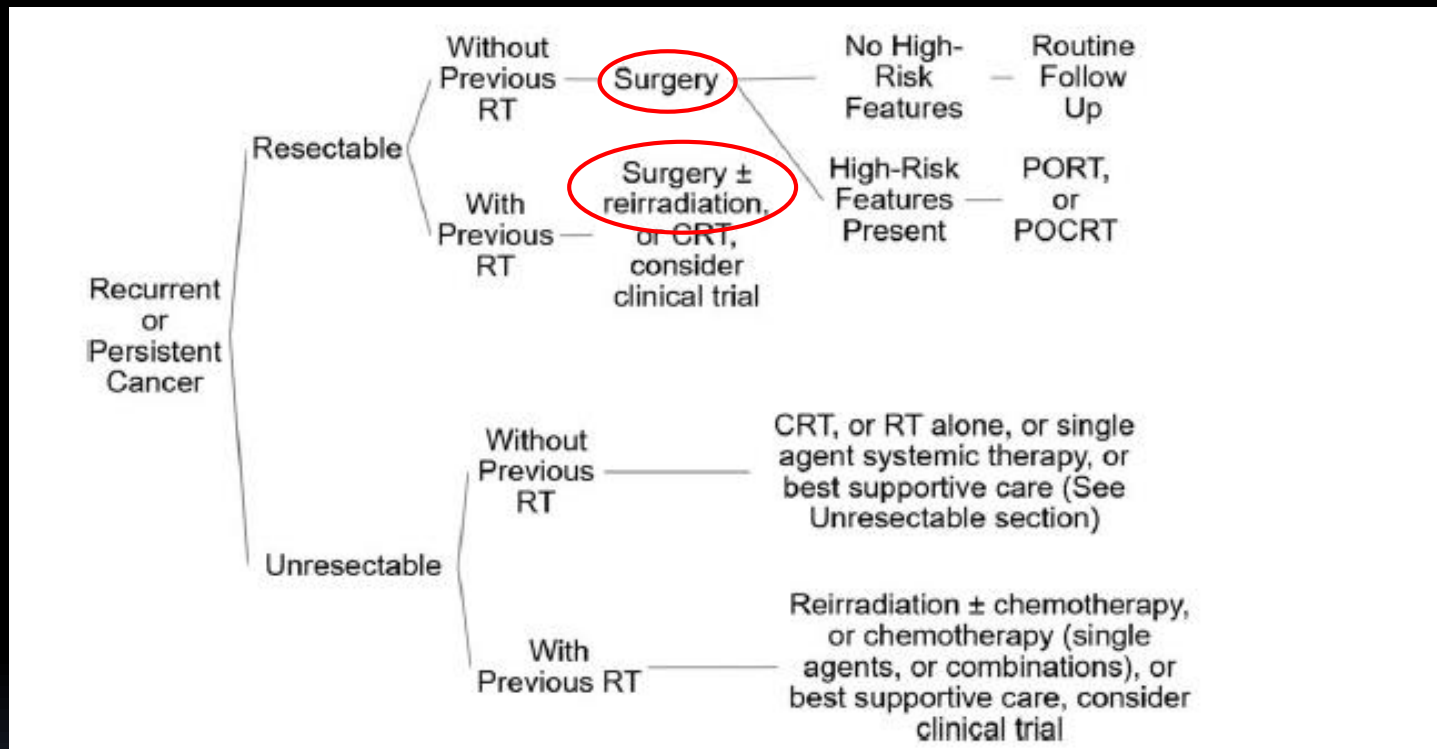 Without
Previous
RT
Surgery
No High-
Risk
Features
Routine
Follow
Up
Resectable
High-Risk
Features
Present
PORT,
or
POCRT
With
Previous
RT
Surgery ±
reirradiation,
or CRT,
consider
clinical trial
Recurrent
or
Persistent
Cancer
Without
Previous
RT
CRT, or RT alone, or single
agent systemic therapy, or
best supportive care (See
Unresectable section)
Unresectable
With
Previous RT
Reirradiation ± chemotherapy,
or chemotherapy (single
agents, or combinations), or
best supportive care, consider
clinical trial